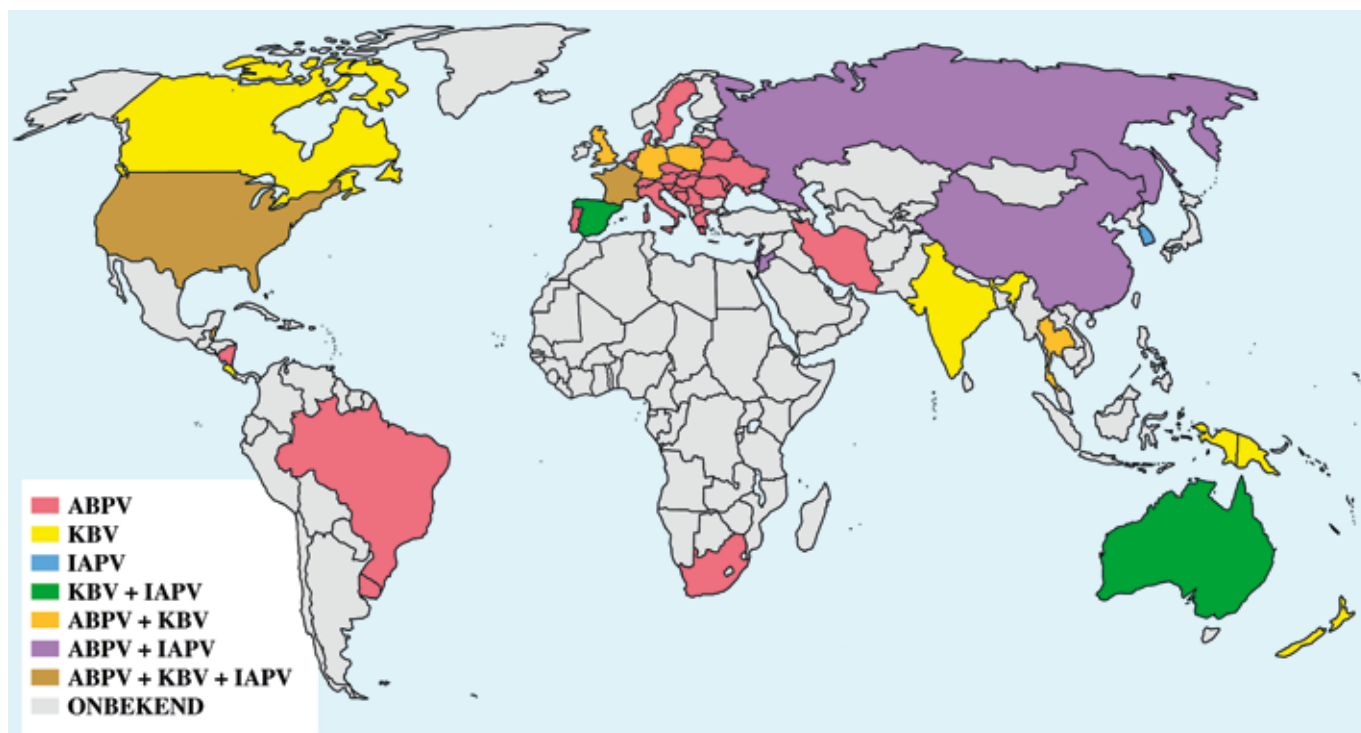 ABPV
KBV
IAPV
KBV + IAPV
ABPV + KBV
ABPV + IAPV
ABPV + KBV + IAPV
ONBEKEND